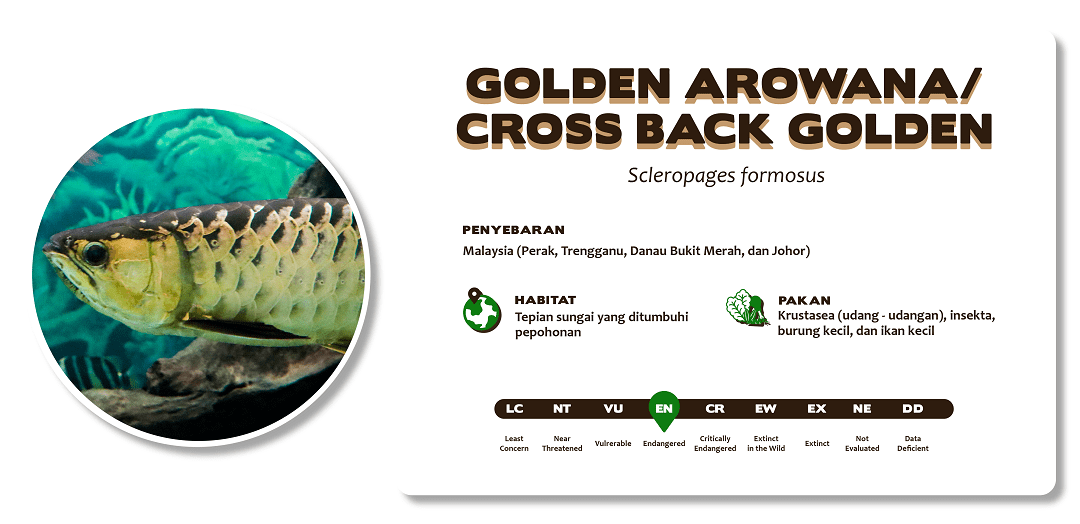 GOLDEN AROWANA/
CROSS BACK GOLDEN
Scleropages formosus
PENYEBARAN
Malaysia (Perak, Trengganu, Danau Bukit Merah, dan Johor)
HABITAT
Tepian sungai yang ditumbuhi
pepohonan
PAKAN
Krustasea (udang - udangan), insekta,
burung kecil, dan ikan kecil
LC NT VU EN CR EW EX NE DD
Least Concern Near Threatened Vulrerable Endangered Critically Endangered Extinct in the Wild Extinct Not Evaluated Data Deficient